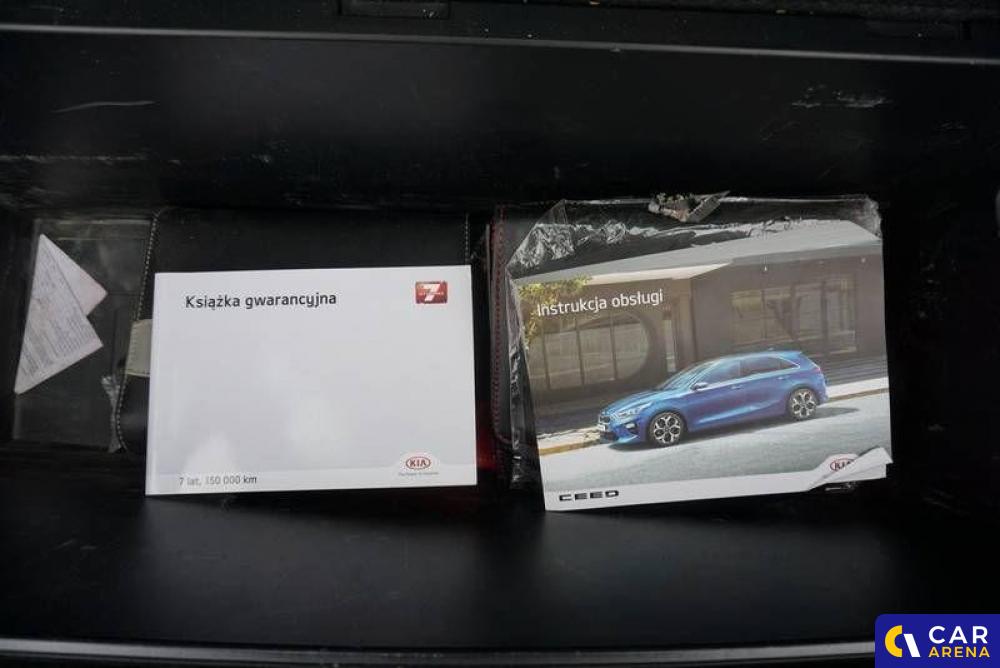 Książka gwarancyjna
7
7 lat, 150 000 km
KIA
Instrukcja obsługi
CEED
KIA
CAR
ARENA